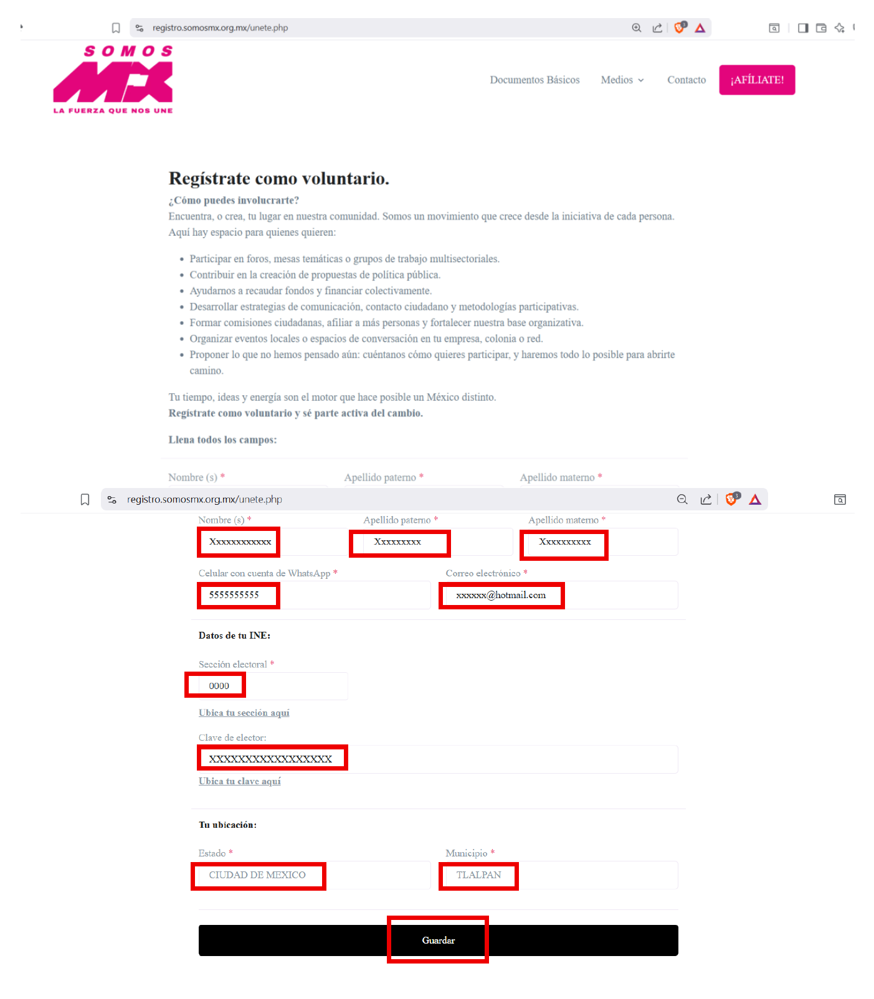 registro.somosmx.org.mx/unete.php
SOMOS
MX
LA FUERZA QUE NOS UNE
Documentos Básicos Medios Contacto ¡AFÍLIATE!
Regístrate como voluntario.
¿Cómo puedes involucrarte?
Encuentra, o crea, tu lugar en nuestra comunidad. Somos un movimiento que crece desde la iniciativa de cada persona.
Aquí hay espacio para quienes quieren:
• Participar en foros, mesas temáticas o grupos de trabajo multisectoriales.
• Contribuir en la creación de propuestas de política pública.
• Ayudarnos a recaudar fondos y financiar colectivamente.
• Desarrollar estrategias de comunicación, contacto ciudadano y metodologías participativas.
• Formar comisiones ciudadanas, afiliar a más personas y fortalecer nuestra base organizativa.
• Organizar eventos locales o espacios de conversación en tu empresa, colonia o red.
• Proponer lo que no hemos pensado aún: cuéntanos cómo quieres participar, y haremos todo lo posible para abrirte
camino.
Tu tiempo, ideas y energía son el motor que hace posible un México distinto.
Regístrate como voluntario y sé parte activa del cambio.
Llena todos los campos:
Nombre (s) * Apellido paterno * Apellido materno *
registro.somosmx.org.mx/unete.php
Nombre (s) * Apellido paterno * Apellido materno *
Xxxxxxxxxxxx Xxxxxxxxx Xxxxxxxxxx
Celular con cuenta de WhatsApp * Correo electrónico *
5555555555 xxxxxx@hotmail.com
Datos de tu INE:
Sección electoral *
0000
Ubica tu sección aquí
Clave de elector:
XXXXXXXXXXXXXXXXX
Ubica tu clave aquí
Tu ubicación:
Estado * Municipio *
CIUDAD DE MEXICO TLALPAN
Guardar